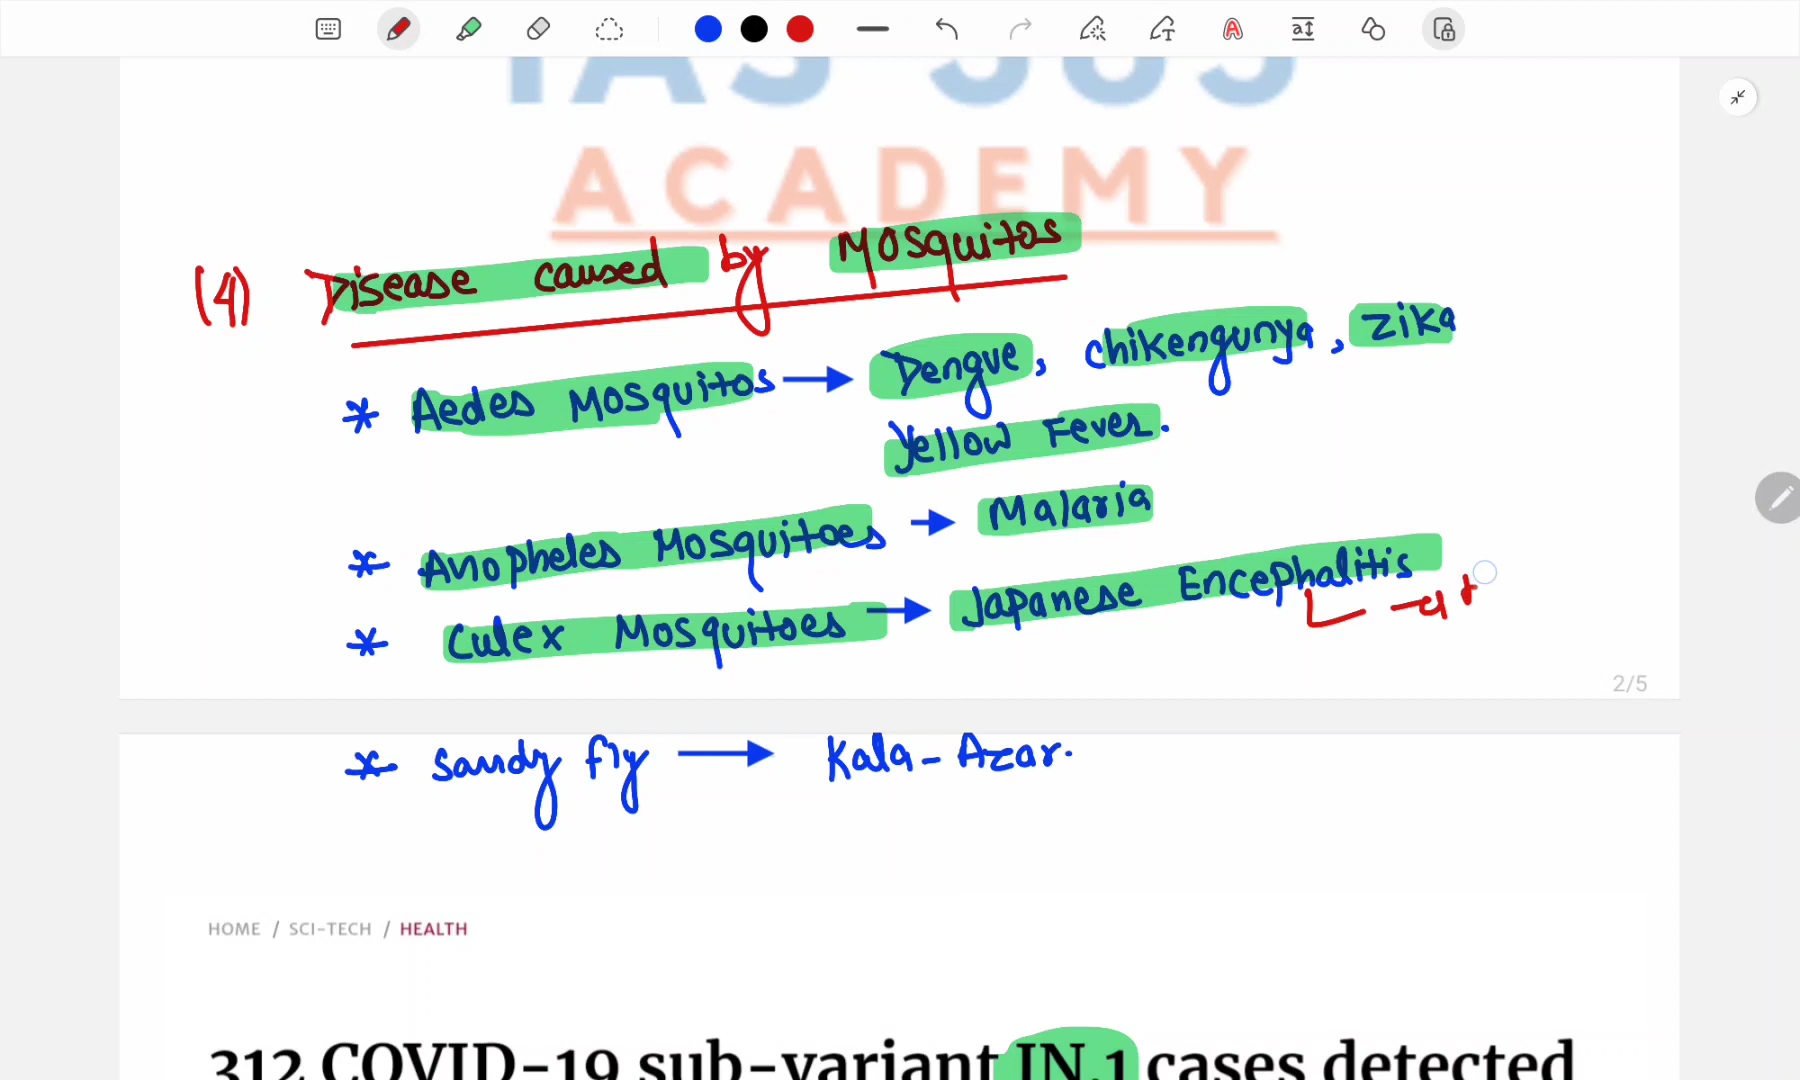 IAS 365
ACADEMY
(4) Disease caused by Mosquitos
* Aedes Mosquitos → Dengue, chikengunya, zika
Yellow Fever.
* Anopheles Mosquitoes → Malaria
* Culex Mosquitoes → Japanese Encephalitis
2/5
* Sandy fly → Kala-Azar.
HOME / SCI-TECH / HEALTH
312 COVID-19 sub-variant JN.1 cases detected